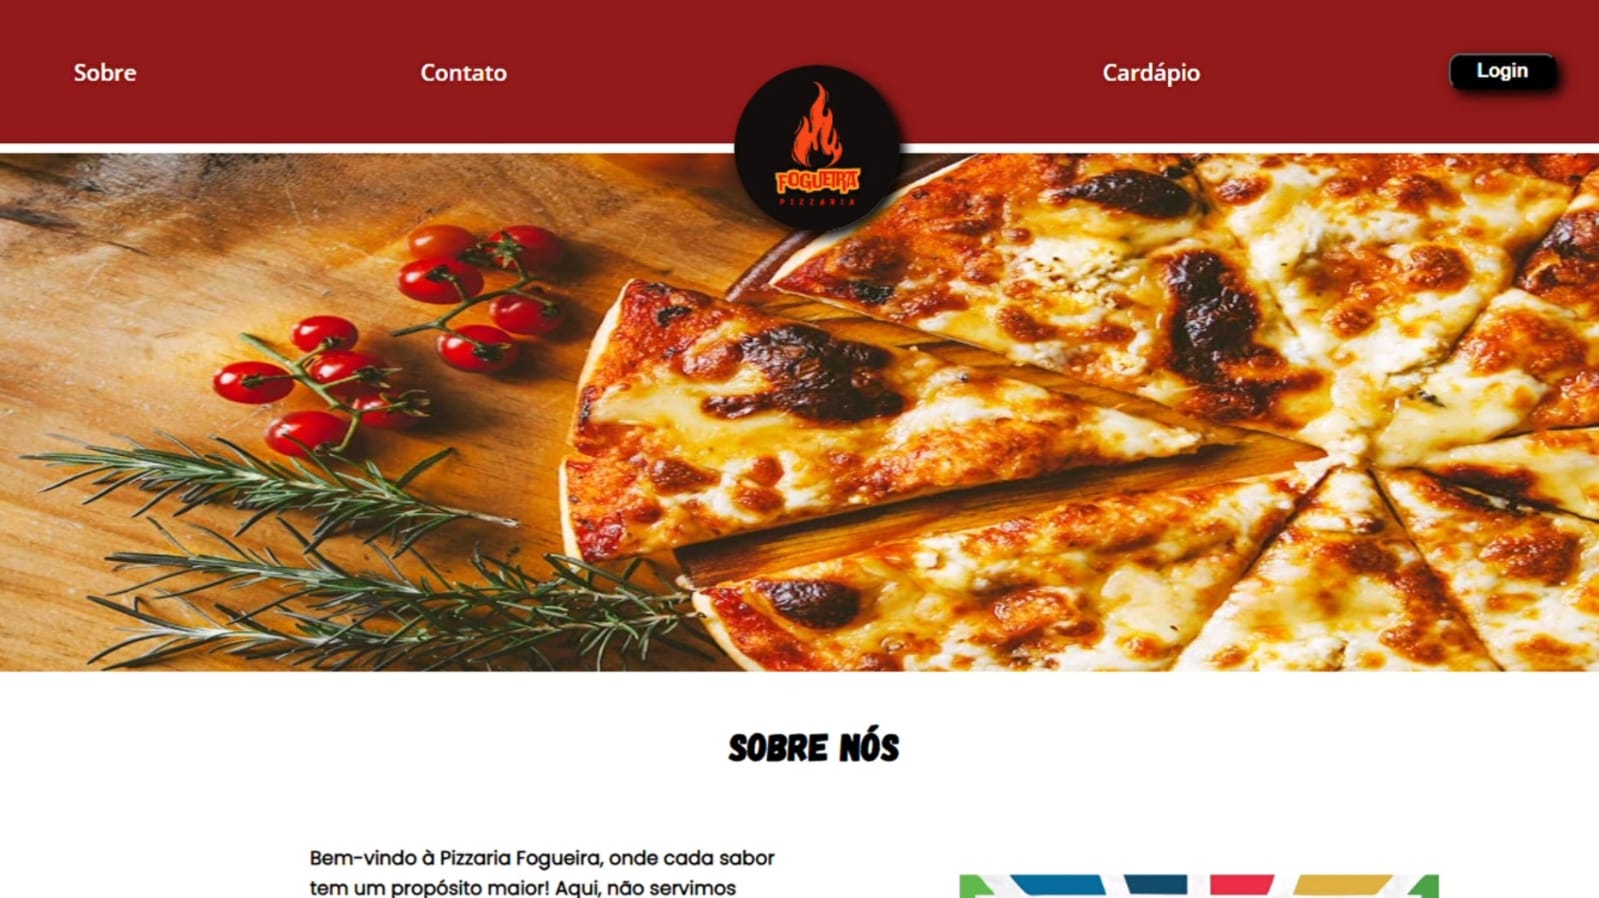 Sobre
Contato
FOGUEIRA
PIZZARIA
Cardápio
Login
SOBRE NÓS
Bem-vindo à Pizzaria Fogueira, onde cada sabor
tem um propósito maior! Aqui, não servimos